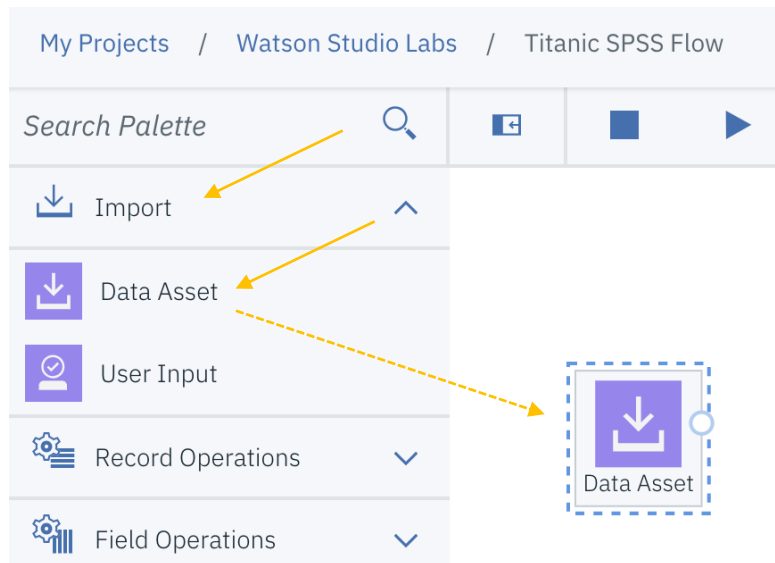 My Projects / Watson Studio Labs / Titanic SPSS Flow
Search Palette
Import
Data Asset
User Input
Record Operations
Field Operations
Data Asset